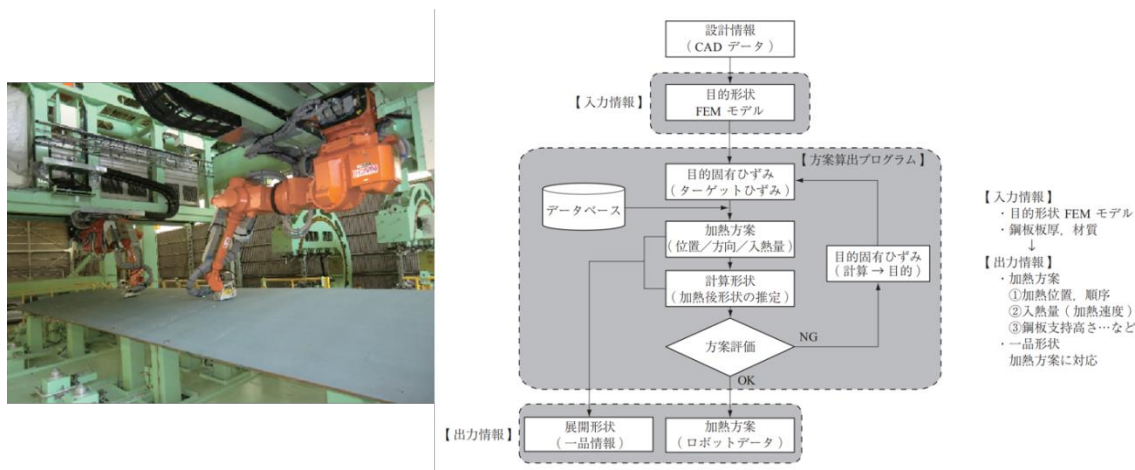 設計情報
( CAD データ )
【入力情報】
目的形状
FEM モデル
【方案算出プログラム】
目的固有ひずみ
( ターゲットひずみ )
データベース
加熱方案
( 位置／方向／入熱量 )
目的固有ひずみ
( 計算 → 目的 )
計算形状
( 加熱後形状の推定 )
方案評価
NG
OK
【出力情報】
展開形状
( 一品情報 )
加熱方案
( ロボットデータ )
【入力情報】
・目的形状 FEM モデル
・鋼板板厚，材質
↓
【出力情報】
・加熱方案
①加熱位置，順序
②入熱量 ( 加熱速度 )
③鋼板支持高さ…など
・一品形状
加熱方案に対応